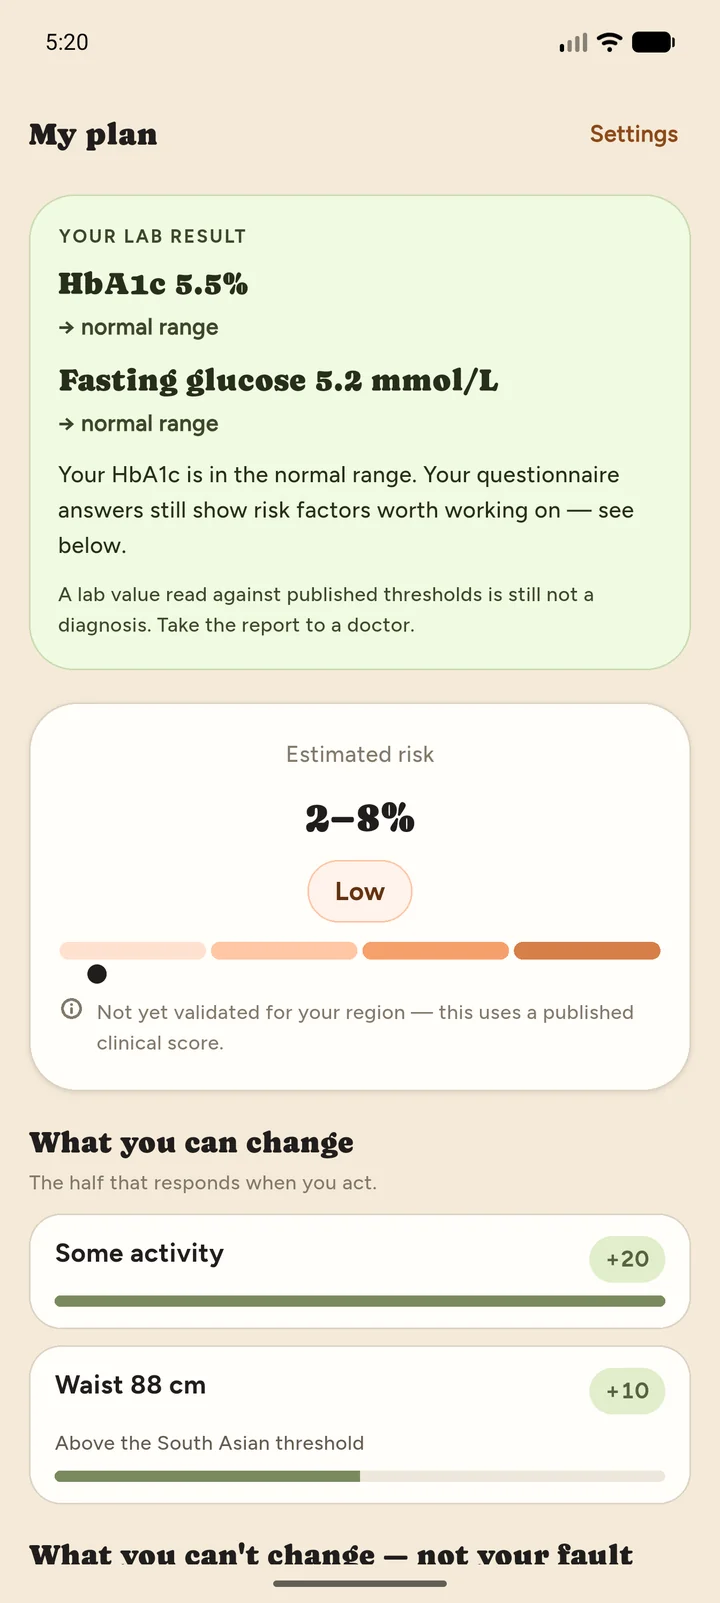 5:20
My plan
Settings
YOUR LAB RESULT
HbA1c 5.5%
→ normal range
Fasting glucose 5.2 mmol/L
→ normal range
Your HbA1c is in the normal range. Your questionnaire
answers still show risk factors worth working on — see
below.
A lab value read against published thresholds is still not a
diagnosis. Take the report to a doctor.
Estimated risk
2–8%
Low
Not yet validated for your region — this uses a published
clinical score.
What you can change
The half that responds when you act.
Some activity
+20
Waist 88 cm
+10
Above the South Asian threshold
What you can't change — not your fault